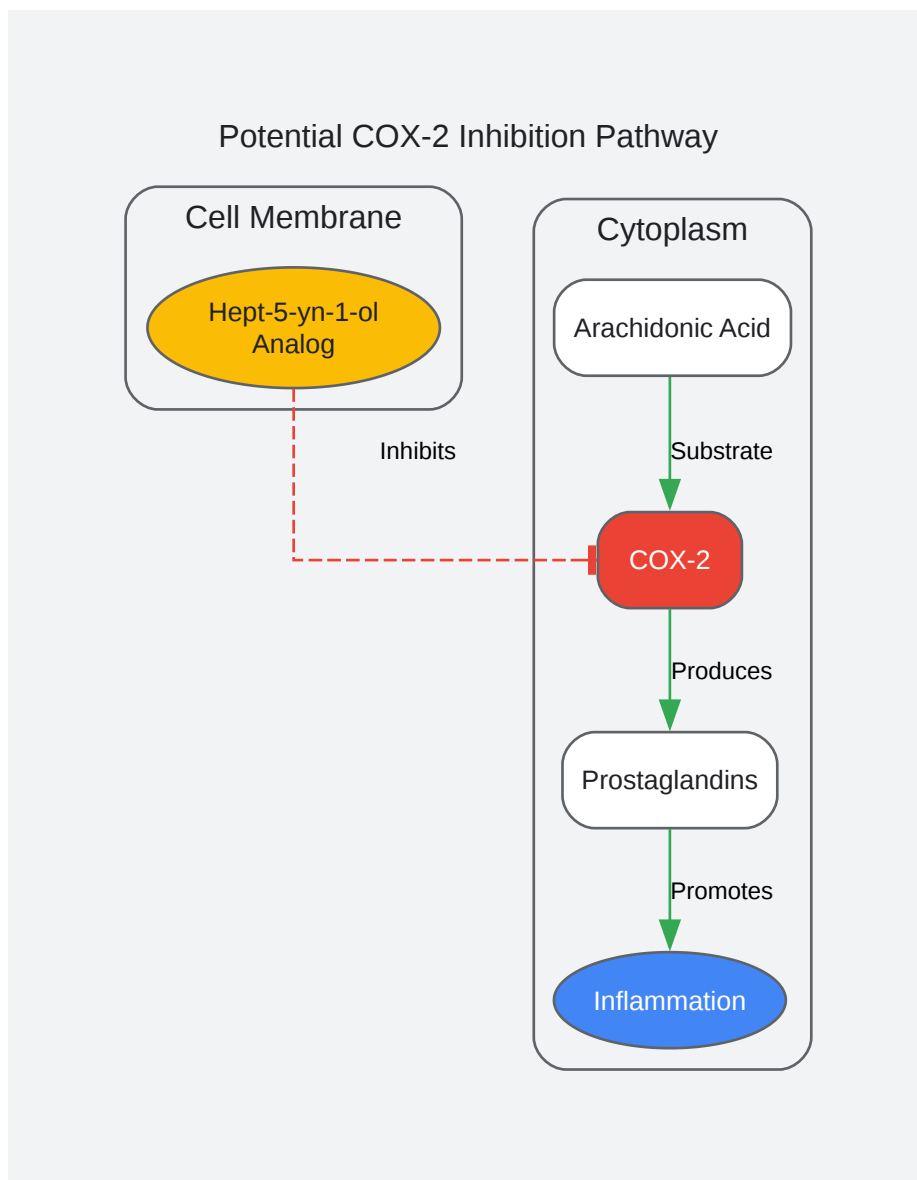 Potential COX-2 Inhibition Pathway
Cell Membrane
Hept-5-yn-1-ol
Analog
Inhibits
Cytoplasm
Arachidonic Acid
Substrate
COX-2
Produces
Prostaglandins
Promotes
Inflammation